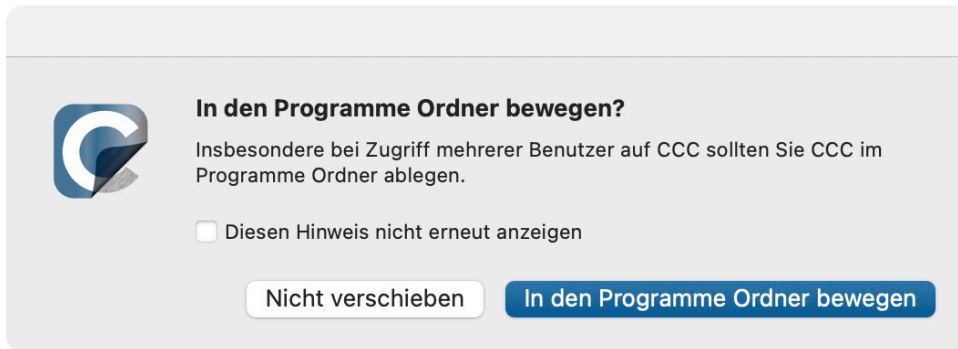 In den Programme Ordner bewegen?
Insbesondere bei Zugriff mehrerer Benutzer auf CCC sollten Sie CCC im
Programme Ordner ablegen.
Diesen Hinweis nicht erneut anzeigen
Nicht verschieben
In den Programme Ordner bewegen